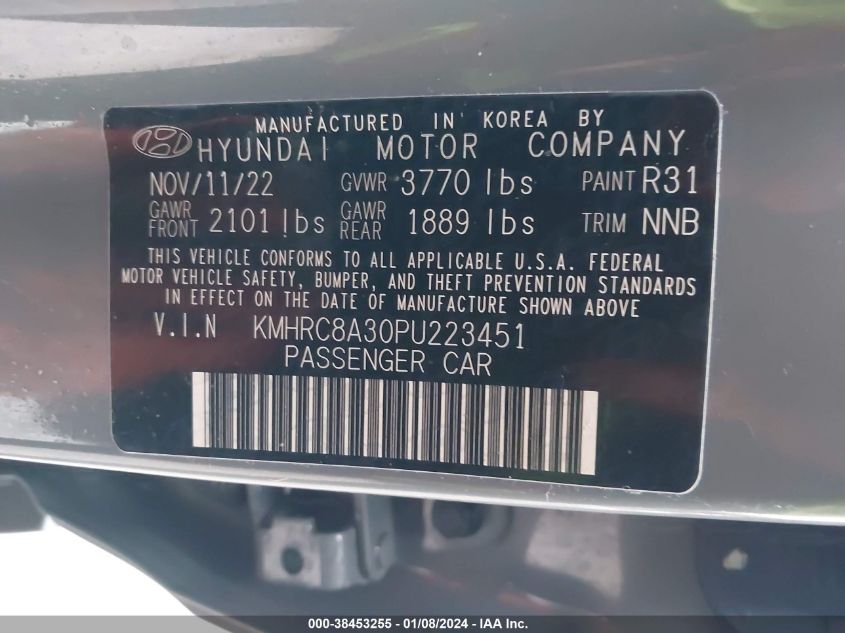 MANUFACTURED IN KOREA BY
HYUNDAI MOTOR COMPANY
NOV/11/22 GVWR 3770 lbs PAINT R31
GAWR FRONT 2101 lbs GAWR REAR 1889 lbs TRIM NNB
THIS VEHICLE CONFORMS TO ALL APPLICABLE U.S.A. FEDERAL
MOTOR VEHICLE SAFETY, BUMPER, AND THEFT PREVENTION STANDARDS
IN EFFECT ON THE DATE OF MANUFACTURE SHOWN ABOVE
V.I.N KMHRC8A30PU223451
PASSENGER CAR
000-38453255 - 01/08/2024 - IAA Inc.